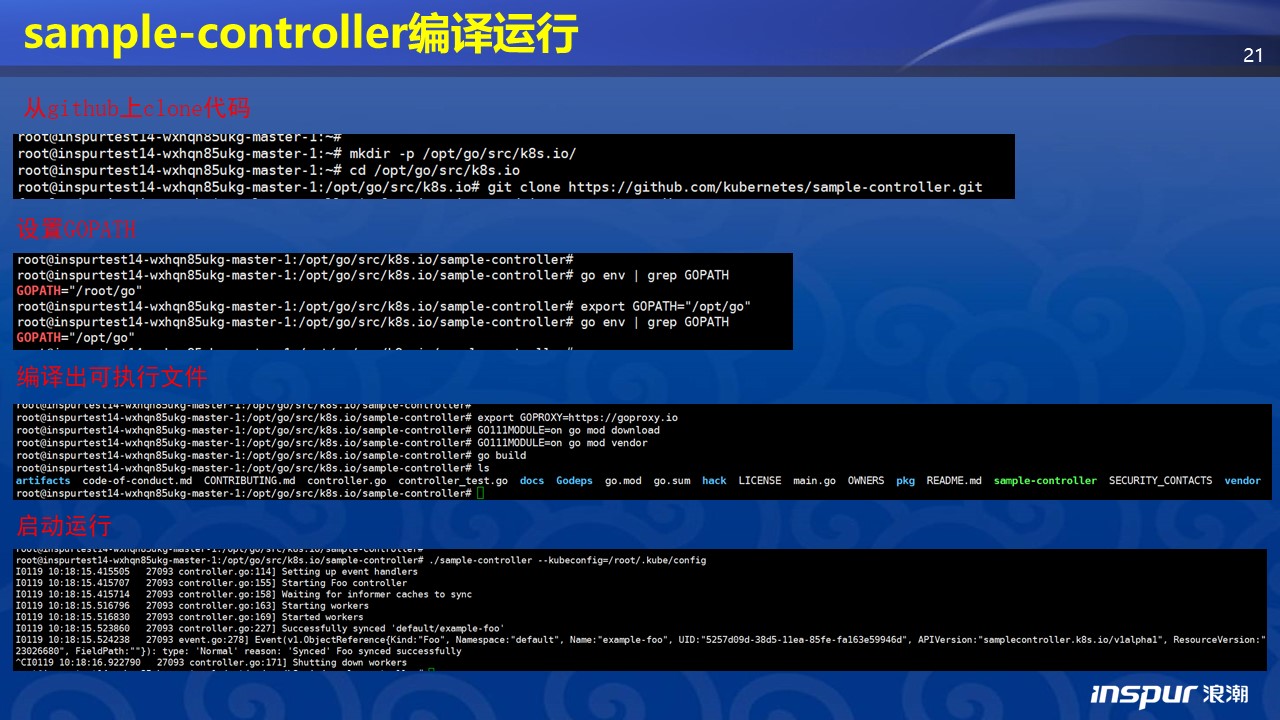 sample-controller编译运行
21
从github上clone代码
root@inspurtest14-wxhqn85ukg-master-1:~#
root@inspurtest14-wxhqn85ukg-master-1:~# mkdir -p /opt/go/src/k8s.io/
root@inspurtest14-wxhqn85ukg-master-1:~# cd /opt/go/src/k8s.io
root@inspurtest14-wxhqn85ukg-master-1:/opt/go/src/k8s.io# git clone https://github.com/kubernetes/sample-controller.git
设置GOPATH
root@inspurtest14-wxhqn85ukg-master-1:/opt/go/src/k8s.io/sample-controller#
root@inspurtest14-wxhqn85ukg-master-1:/opt/go/src/k8s.io/sample-controller# go env | grep GOPATH
GOPATH="/root/go"
root@inspurtest14-wxhqn85ukg-master-1:/opt/go/src/k8s.io/sample-controller# export GOPATH="/opt/go"
root@inspurtest14-wxhqn85ukg-master-1:/opt/go/src/k8s.io/sample-controller# go env | grep GOPATH
GOPATH="/opt/go"
编译出可执行文件
root@inspurtest14-wxhqn85ukg-master-1:/opt/go/src/k8s.io/sample-controller#
root@inspurtest14-wxhqn85ukg-master-1:/opt/go/src/k8s.io/sample-controller# export GOPROXY=https://goproxy.io
root@inspurtest14-wxhqn85ukg-master-1:/opt/go/src/k8s.io/sample-controller# GO111MODULE=on go mod download
root@inspurtest14-wxhqn85ukg-master-1:/opt/go/src/k8s.io/sample-controller# GO111MODULE=on go mod vendor
root@inspurtest14-wxhqn85ukg-master-1:/opt/go/src/k8s.io/sample-controller# go build
root@inspurtest14-wxhqn85ukg-master-1:/opt/go/src/k8s.io/sample-controller# ls
artifacts code-of-conduct.md CONTRIBUTING.md controller.go controller_test.go docs Godeps go.mod go.sum hack LICENSE main.go OWNERS pkg README.md sample-controller SECURITY_CONTACTS vendor
root@inspurtest14-wxhqn85ukg-master-1:/opt/go/src/k8s.io/sample-controller#
启动运行
root@inspurtest14-wxhqn85ukg-master-1:/opt/go/src/k8s.io/sample-controller#
root@inspurtest14-wxhqn85ukg-master-1:/opt/go/src/k8s.io/sample-controller# ./sample-controller --kubeconfig=/root/.kube/config
I0119 10:18:15.415505 27093 controller.go:114] Setting up event handlers
I0119 10:18:15.415707 27093 controller.go:155] Starting Foo controller
I0119 10:18:15.415714 27093 controller.go:158] Waiting for informer caches to sync
I0119 10:18:15.516796 27093 controller.go:163] Starting workers
I0119 10:18:15.516830 27093 controller.go:169] Started workers
I0119 10:18:15.523860 27093 controller.go:227] Successfully synced 'default/example-foo'
I0119 10:18:15.524238 27093 event.go:278] Event(v1.ObjectReference{Kind:"Foo", Namespace:"default", Name:"example-foo", UID:"5257d09d-38d5-11ea-85fe-fa163e59946d", APIVersion:"samplecontroller.k8s.io/v1alpha1", ResourceVersion:"
23026680", FieldPath:""}): type: 'Normal' reason: 'Synced' Foo synced successfully
^CI0119 10:18:16.922790 27093 controller.go:171] Shutting down workers
inspur 浪潮